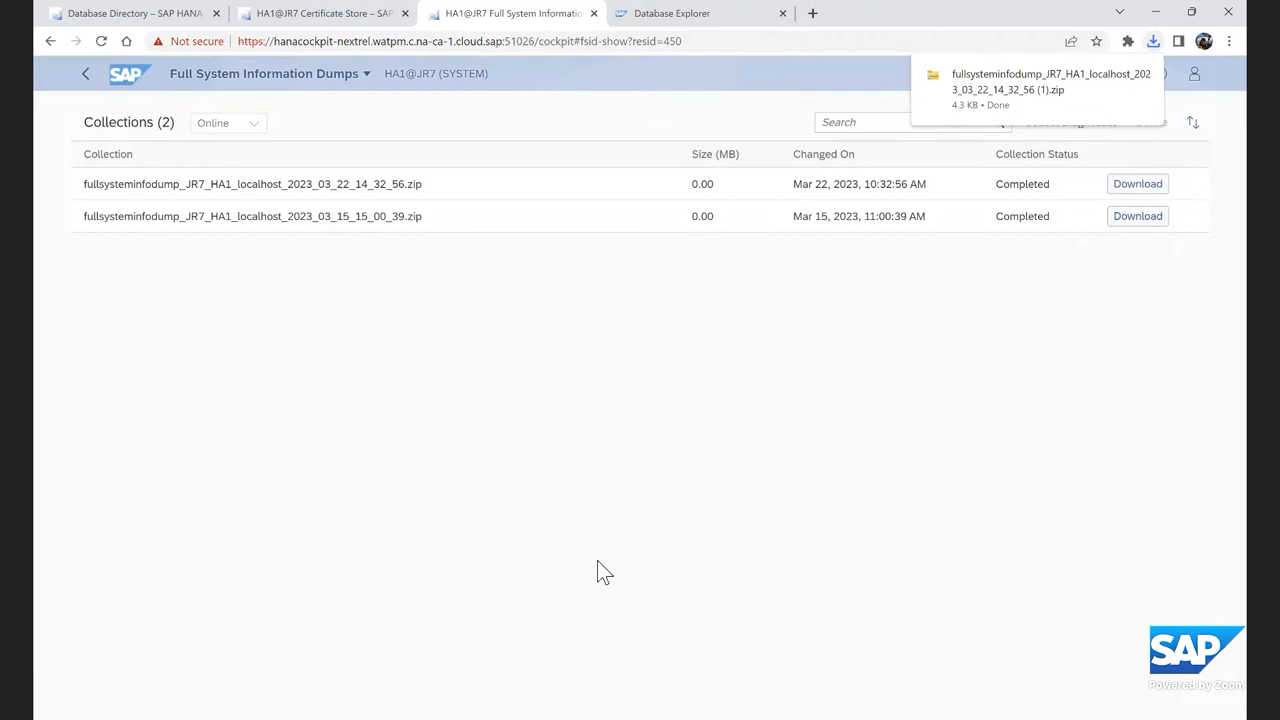 Database Directory – SAP HANA
HA1@JR7 Certificate Store – SAP
HA1@JR7 Full System Informatio
Database Explorer
Not secure
https://hanacockpit-nextrel.watpm.c.na-ca-1.cloud.sap:51026/cockpit#fsid-show?resid=450
SAP
Full System Information Dumps
HA1@JR7 (SYSTEM)
fullsysteminfodump_JR7_HA1_localhost_202
3_03_22_14_32_56 (1).zip
4.3 KB • Done
Collections (2)
Online
Search
Collection
Size (MB)
Changed On
Collection Status
fullsysteminfodump_JR7_HA1_localhost_2023_03_22_14_32_56.zip
0.00
Mar 22, 2023, 10:32:56 AM
Completed
Download
fullsysteminfodump_JR7_HA1_localhost_2023_03_15_15_00_39.zip
0.00
Mar 15, 2023, 11:00:39 AM
Completed
Download
SAP
Powered by Zoom